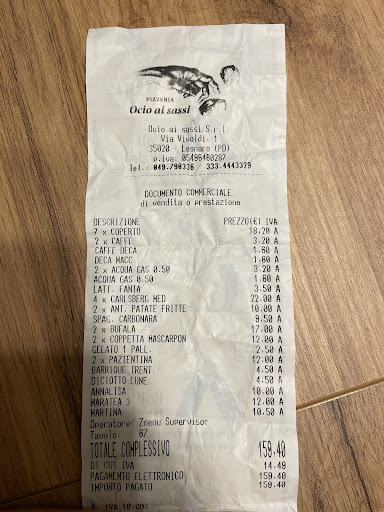 PIZZERIA
Ocio ai sassi
Ocio ai sassi S.r.l.
Via Vivaldi, 1
35020 - Legnaro (PD)
p.iva: 05496460287
Tel.: 049.790336 - 333.4443379
DOCUMENTO COMMERCIALE
di vendita o prestazione
DESCRIZIONE PREZZO(€) IVA
7 x COPERTO 18.20 A
2 x CAFFE 3.20 A
CAFFE DECA 1.60 A
DECA MACC 1.60 A
2 x ACQUA GAS 0.50 3.20 A
ACQUA GAS 0.50 1.60 A
LATT. FANTA 3.50 A
4 x CARLSBERG MED 22.00 A
2 x ANT. PATATE FRITTE 10.00 A
SPAG. CARBONARA 9.50 A
2 x BUFALA 17.00 A
2 x COPPETTA MASCARPON 12.00 A
GELATO 1 PALL. 2.50 A
2 x PAZIENTINA 12.00 A
BARRIQUE TRENT. 4.50 A
DICIOTTO LUNE 4.50 A
ANNALISA 10.00 A
MARATEA 3 12.00 A
MARTINA 10.50 A
Operatore: Zmenu Supervisor
Tavolo: 67
TOTALE COMPLESSIVO 159.40
DI CUI IVA 14.49
PAGAMENTO ELETTRONICO 159.40
IMPORTO PAGATO 159.40
A: IVA 10.00%